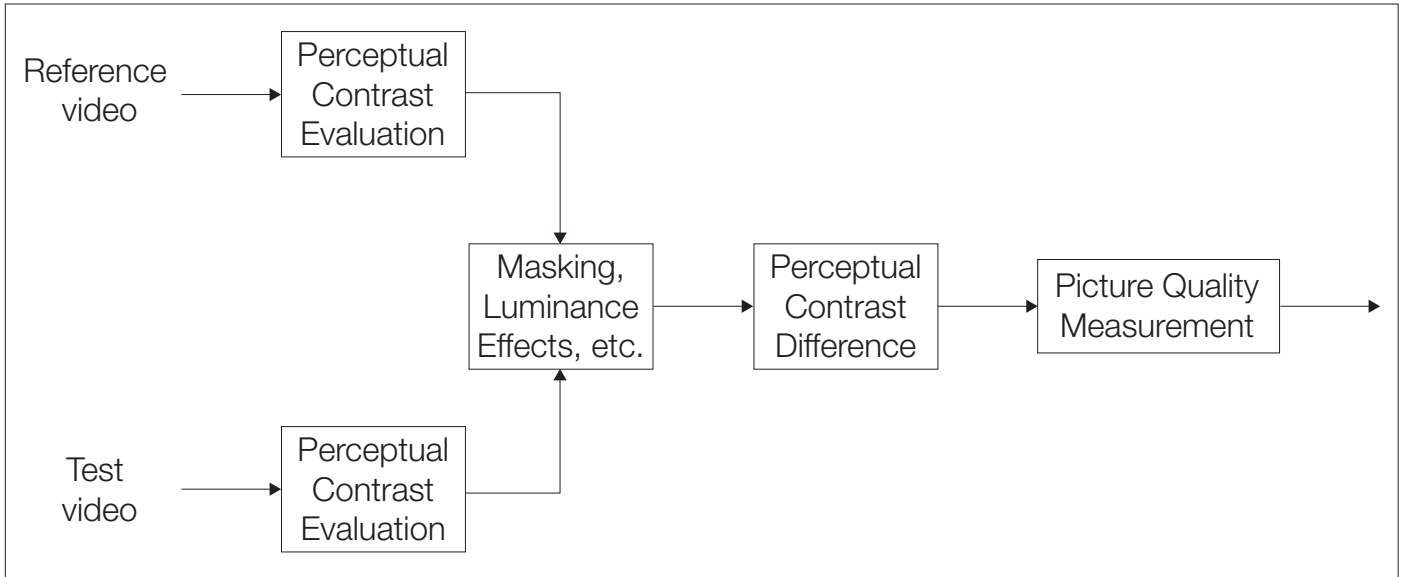 Reference
video
Perceptual
Contrast
Evaluation
Masking,
Luminance
Effects, etc.
Perceptual
Contrast
Difference
Picture Quality
Measurement
Test
video
Perceptual
Contrast
Evaluation